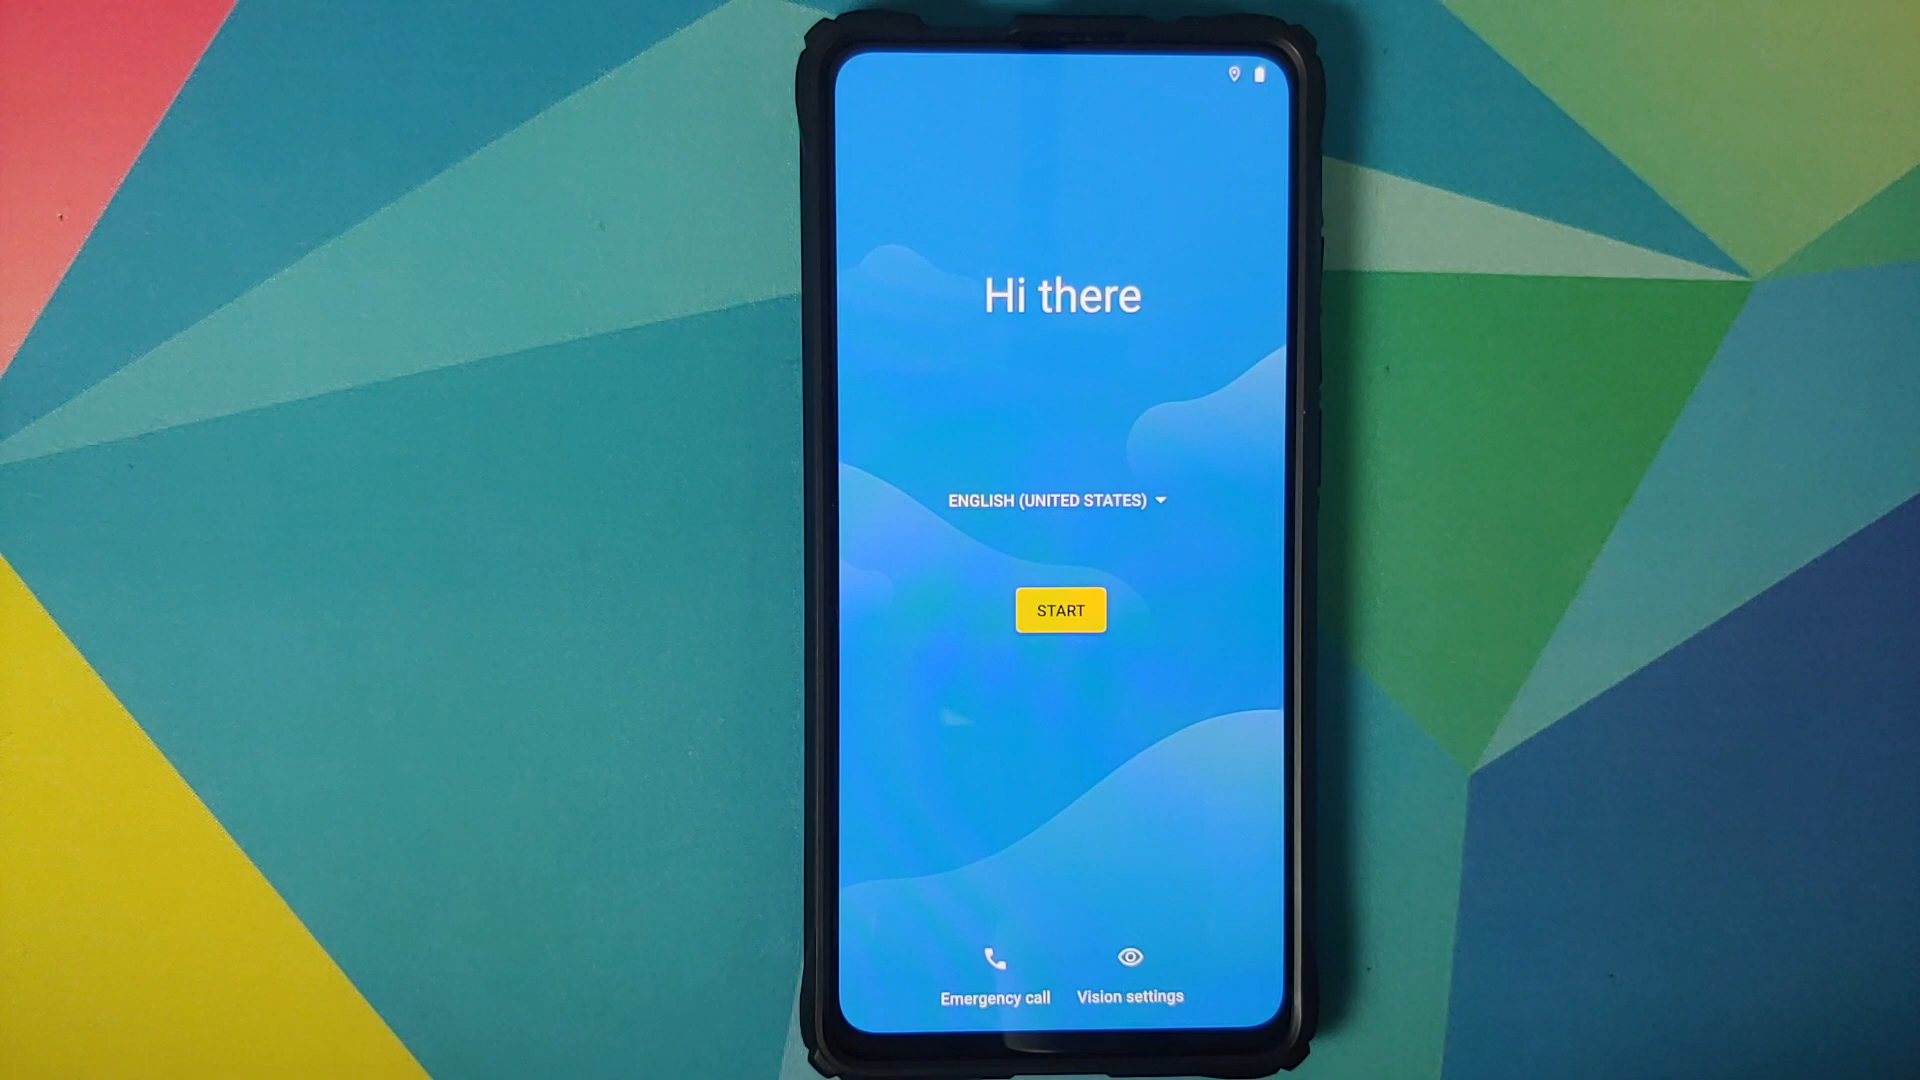 Hi there
ENGLISH (UNITED STATES)
START
Emergency call
Vision settings